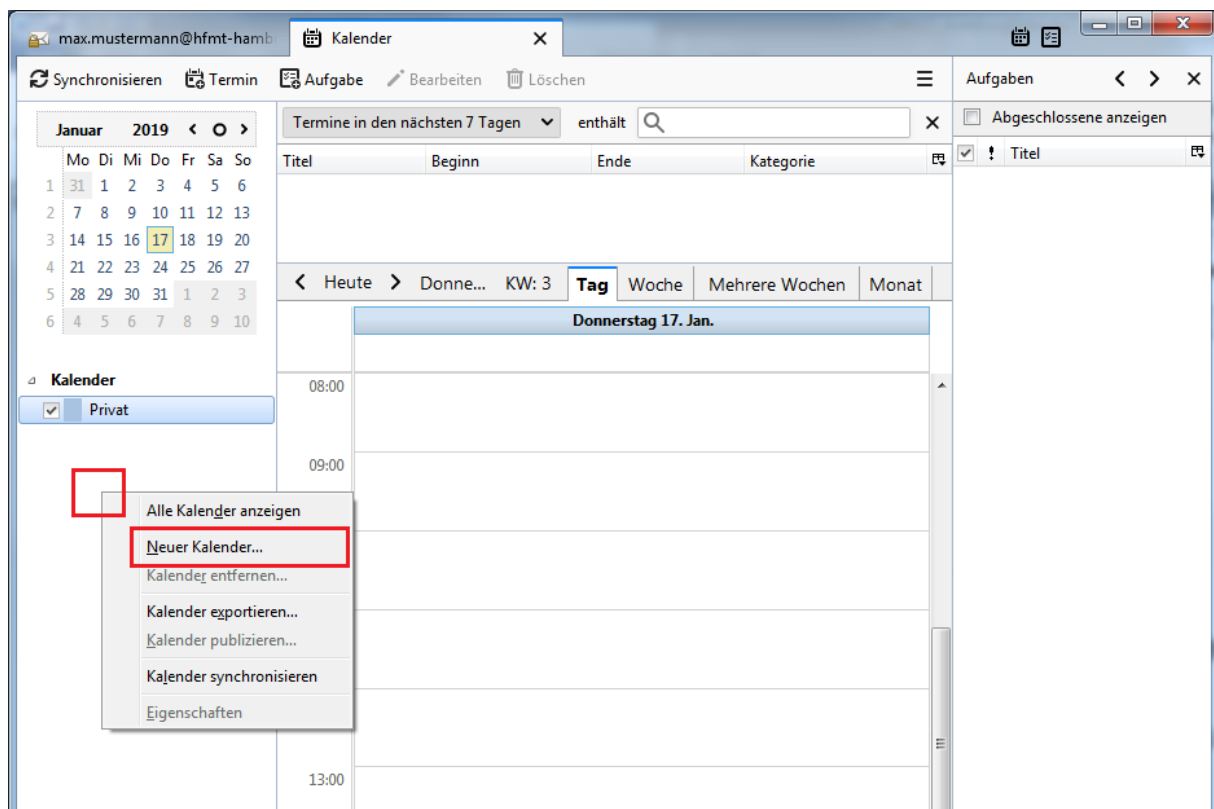 max.mustermann@hfmt-hamb
Kalender
Synchronisieren Termin Aufgabe Bearbeiten Löschen
Januar 2019
Mo Di Mi Do Fr Sa So
1 31 1 2 3 4 5 6
2 7 8 9 10 11 12 13
3 14 15 16 17 18 19 20
4 21 22 23 24 25 26 27
5 28 29 30 31 1 2 3
6 4 5 6 7 8 9 10
Kalender
Privat
Termine in den nächsten 7 Tagen enthält
Titel Beginn Ende Kategorie
Heute Donne... KW: 3 Tag Woche Mehrere Wochen Monat
Donnerstag 17. Jan.
08:00
09:00
13:00
Alle Kalender anzeigen
Neuer Kalender...
Kalender entfernen...
Kalender exportieren...
Kalender publizieren...
Kalender synchronisieren
Eigenschaften
Aufgaben
Abgeschlossene anzeigen
! Titel